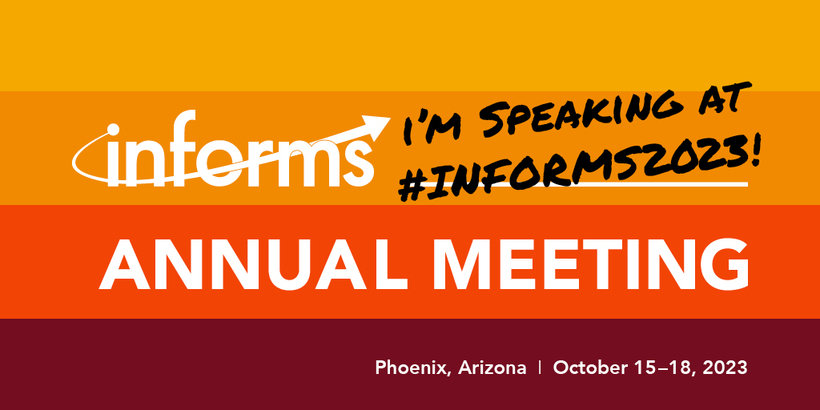 informs
I'M SPEAKING AT
#INFORMS2023!
ANNUAL MEETING
Phoenix, Arizona | October 15–18, 2023